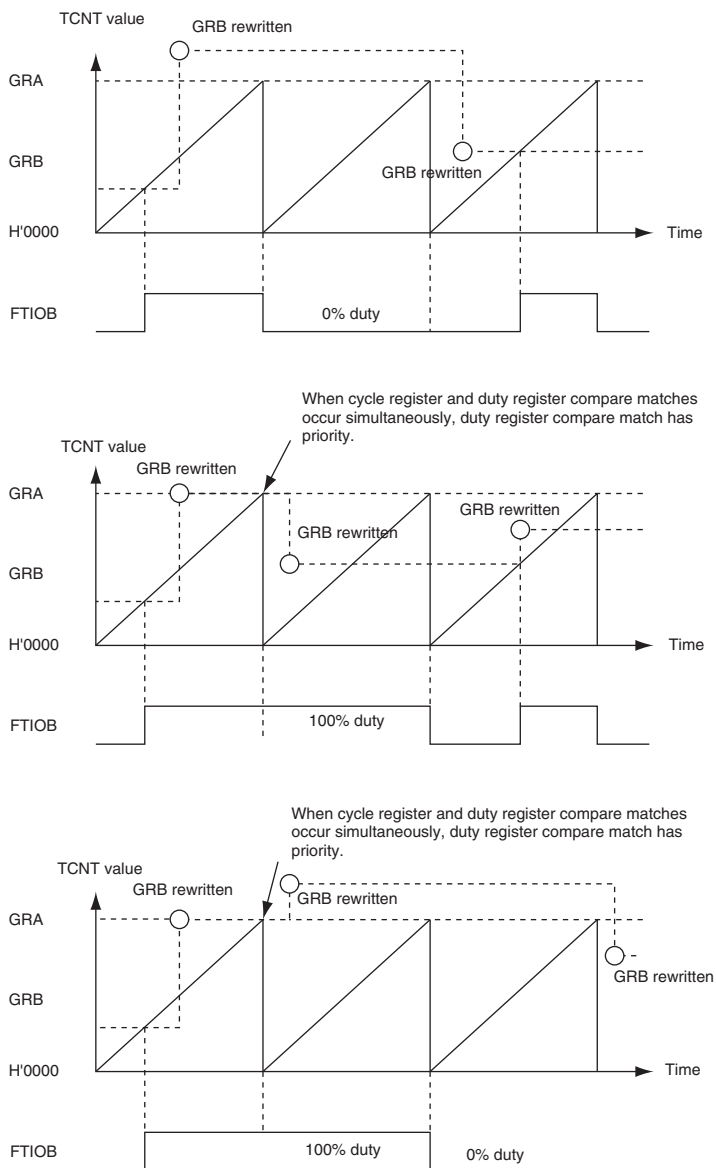 TCNT value
GRB rewritten
GRA
GRB
GRB rewritten
H'0000
Time
FTIOB
0% duty
When cycle register and duty register compare matches
occur simultaneously, duty register compare match has
priority.
TCNT value
GRB rewritten
GRA
GRB rewritten
GRB rewritten
GRB
H'0000
Time
FTIOB
100% duty
When cycle register and duty register compare matches
occur simultaneously, duty register compare match has
priority.
TCNT value
GRB rewritten
GRB rewritten
GRA
GRB rewritten
GRB
H'0000
Time
FTIOB
100% duty
0% duty